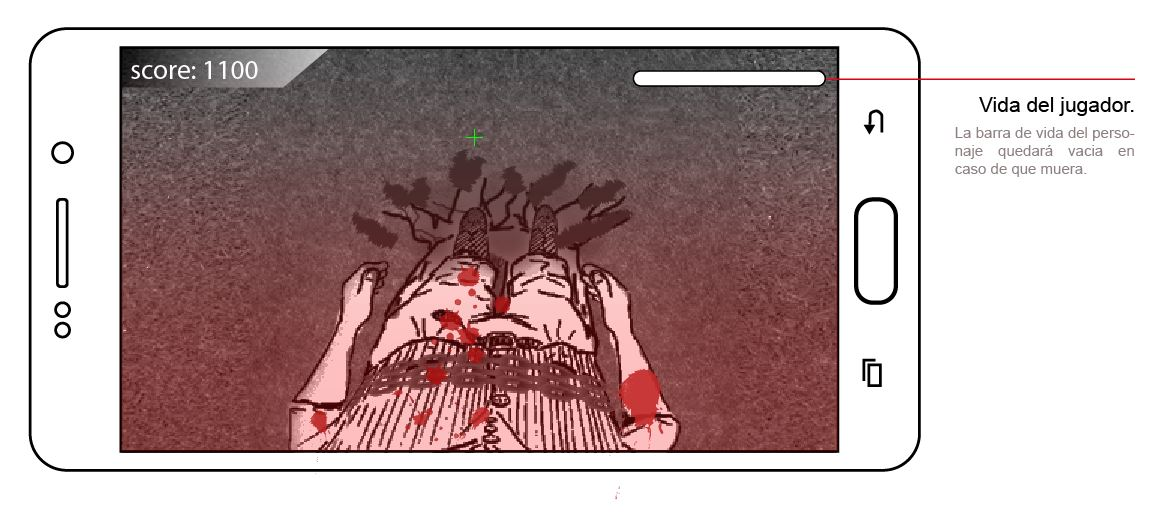 score: 1100
Vida del jugador.
La barra de vida del perso-
naje quedará vacia en
caso de que muera.